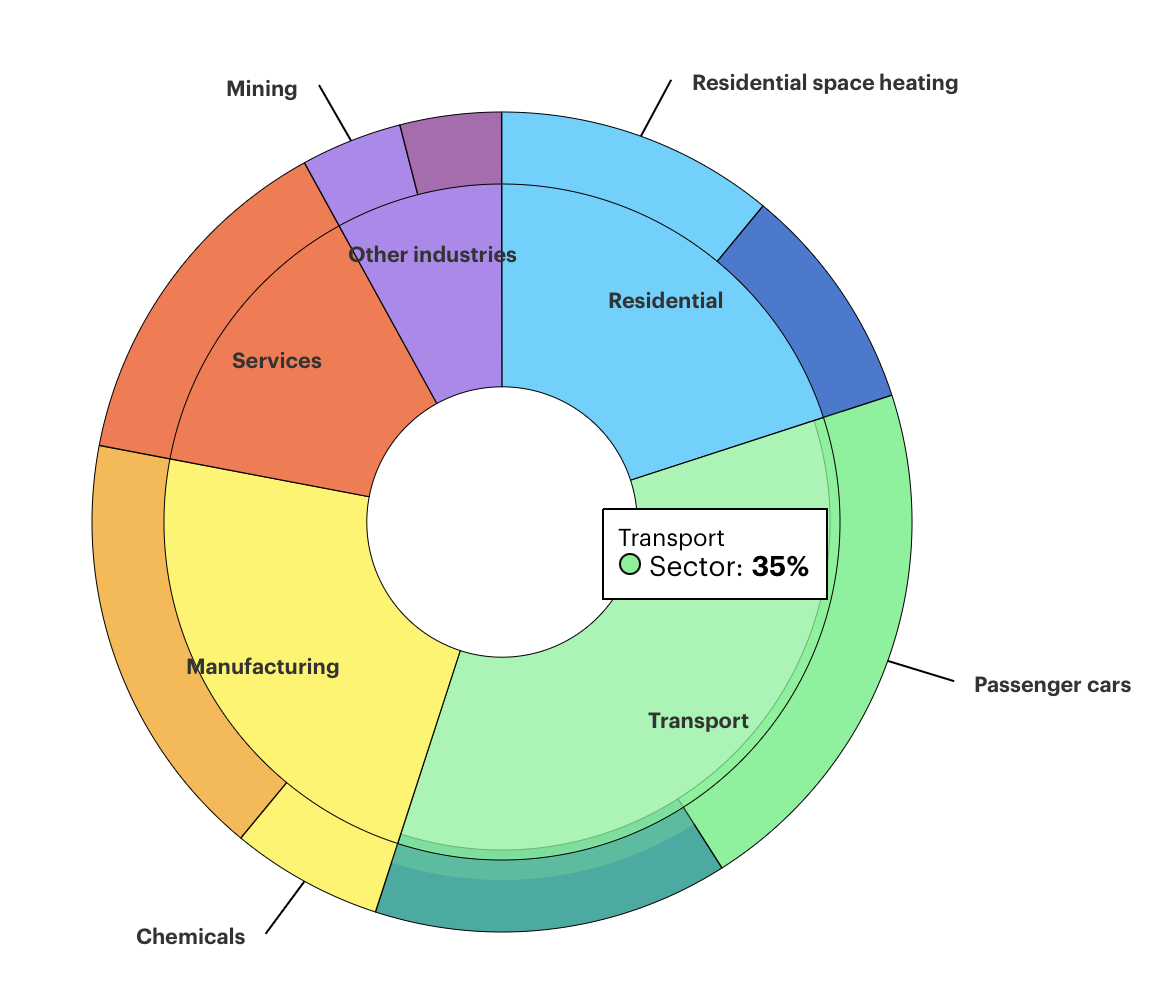 Residential space heating
Mining
Other industries
Residential
Services
Transport
Sector: 35%
Manufacturing
Passenger cars
Transport
Chemicals